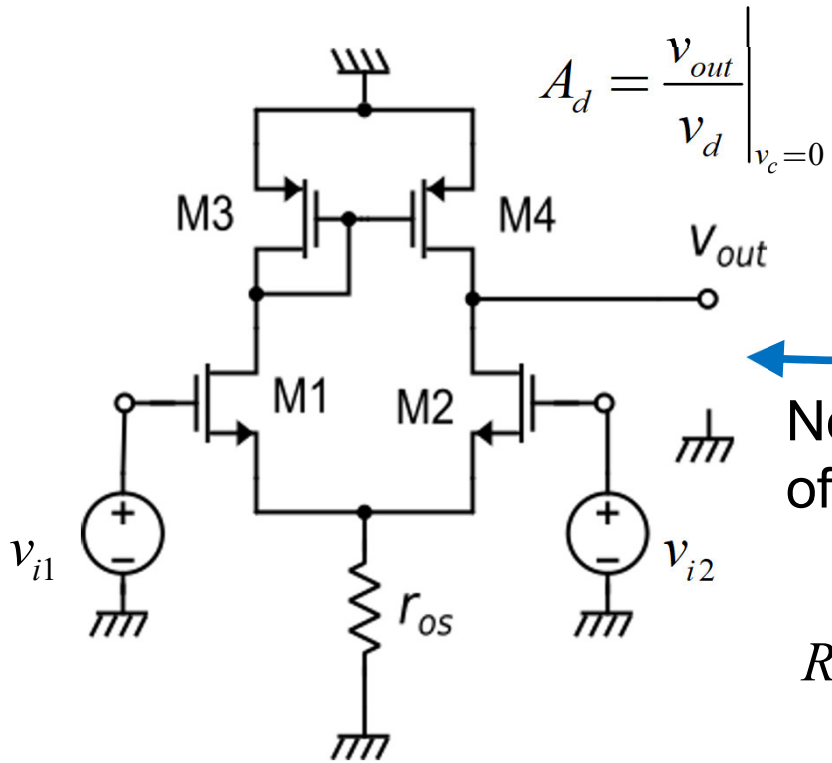 A_d = v_out / v_d |_{v_c=0}
M3
M4
v_out
M1
M2
+
−
+
−
v_i1
v_i2
r_os
R